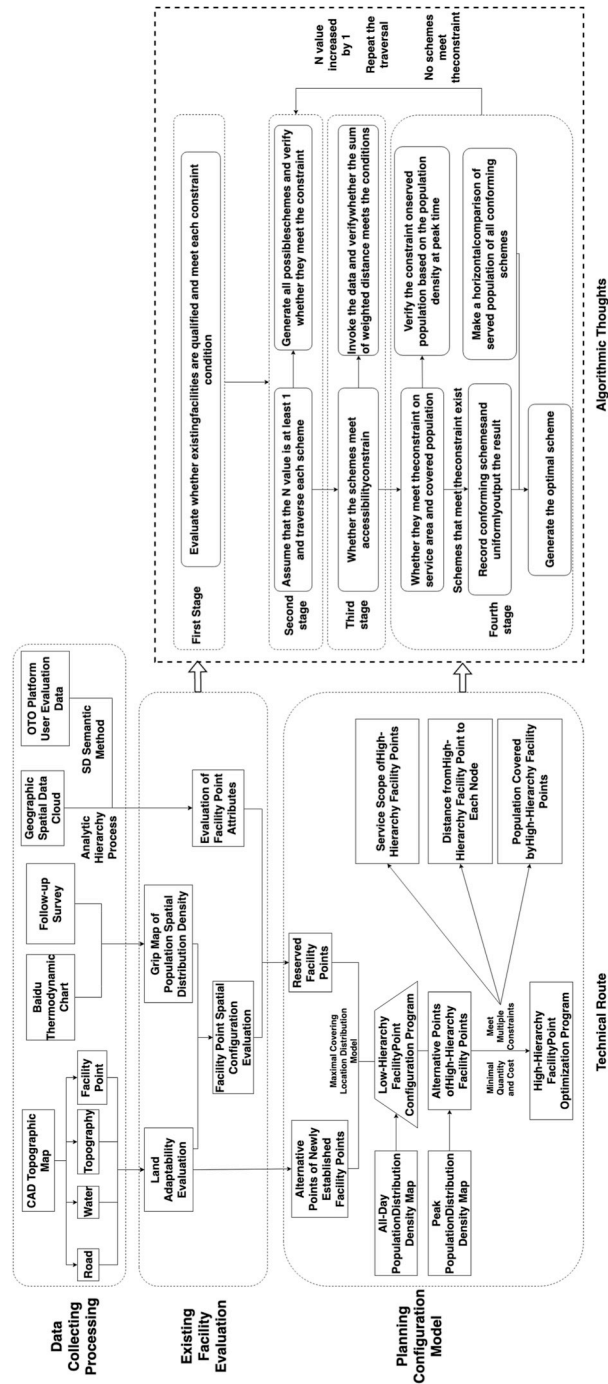 Data
Collecting
Processing
CAD Topographic
Map
Road
Water
Topography
Facility
Point
Baidu
Thermodynamic
Chart
Follow-up
Survey
Geographic
Spatial Data
Cloud
OTO Platform
User Evaluation
Data
Analytic
Hierarchy
Process
SD Semantic
Method
Existing
Facility
Evaluation
Land
Adaptability
Evaluation
Grip Map of
Population Spatial
Distribution Density
Facility Point Spatial
Configuration
Evaluation
Evaluation of
Facility Point
Attributes
Planning
Configuration
Model
Alternative
Points of Newly
Established
Facility Points
Reserved
Facility
Points
Maximal Covering
Location Distribution
Model
All-Day
PopulationDistribution
Density Map
Low-Hierarchy
FacilityPoint
Configuration Program
Peak
PopulationDistribution
Density Map
Alternative Points
ofHigh-Hierarchy
Facility Points
Minimal
Quantity
and Cost
Meet
Multiple
Constraints
High-Hierarchy
FacilityPoint
Optimization Program
Service Scope ofHigh-
Hierarchy Facility Points
Distance fromHigh-
Hierarchy Facility Point to
Each Node
Population Covered
byHigh-Hierarchy Facility
Points
Technical Route
First Stage
Evaluate whether existingfacilities are qualified and meet each constraint
condition
Second
stage
Assume that the N value is at least 1
and traverse each scheme
Generate all possibleschemes and verify
whether they meet the constraint
Third
stage
Whether the schemes meet
accessibilityconstrain
Invoke the data and verifywhether the sum
of weighted distance meets the conditions
Whether they meet theconstraint on
service area and covered population
Verify the constraint onserved
population based on the population
density at peak time
Schemes that meet theconstraint exist
Fourth
stage
Record conforming schemesand
uniformlyoutput the result
Make a horizontalcomparison of
served population of all conforming
schemes
Generate the optimal scheme
N value
increased
by 1
Repeat the
traversal
No schemes
meet
theconstraint
Algorithmic Thoughts